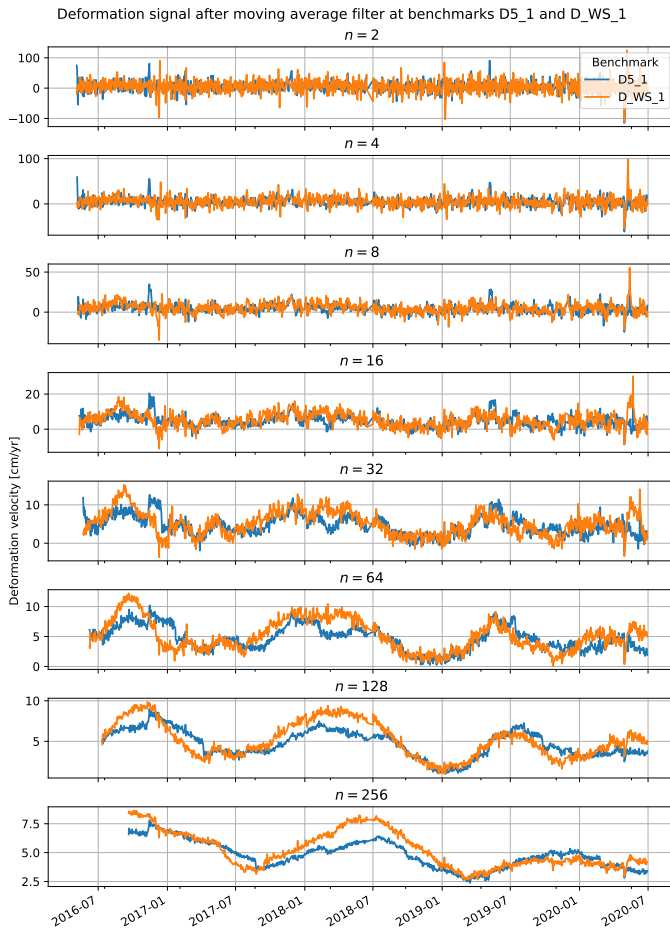 Deformation signal after moving average filter at benchmarks D5_1 and D_WS_1
n = 2
100
0
−100
Benchmark
D5_1
D_WS_1
n = 4
100
0
n = 8
50
0
n = 16
20
0
n = 32
10
0
n = 64
10
5
0
n = 128
10
5
n = 256
7.5
5.0
2.5
Deformation velocity [cm/yr]
2016-07
2017-01
2017-07
2018-01
2018-07
2019-01
2019-07
2020-01
2020-07